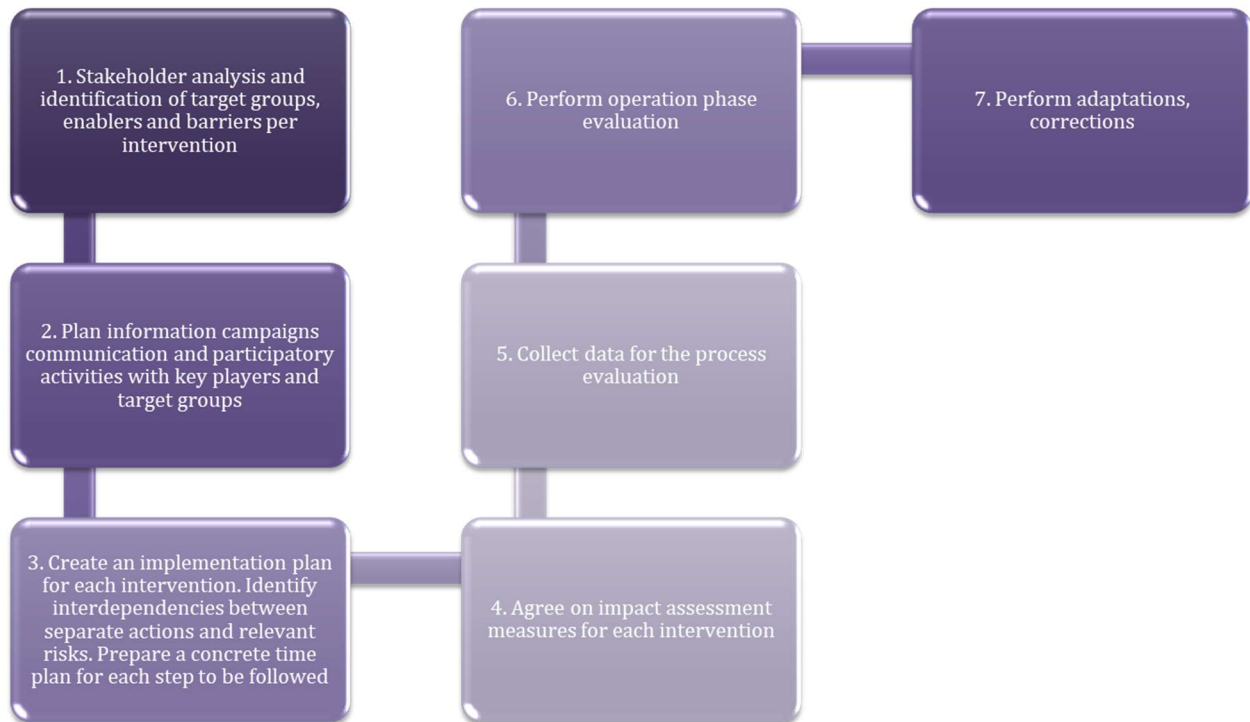 1. Stakeholder analysis and
identification of target groups,
enablers and barriers per
intervention
2. Plan information campaigns
communication and participatory
activities with key players and
target groups
3. Create an implementation plan
for each intervention. Identify
interdependencies between
separate actions and relevant
risks. Prepare a concrete time
plan for each step to be followed
4. Agree on impact assessment
measures for each intervention
5. Collect data for the process
evaluation
6. Perform operation phase
evaluation
7. Perform adaptations,
corrections